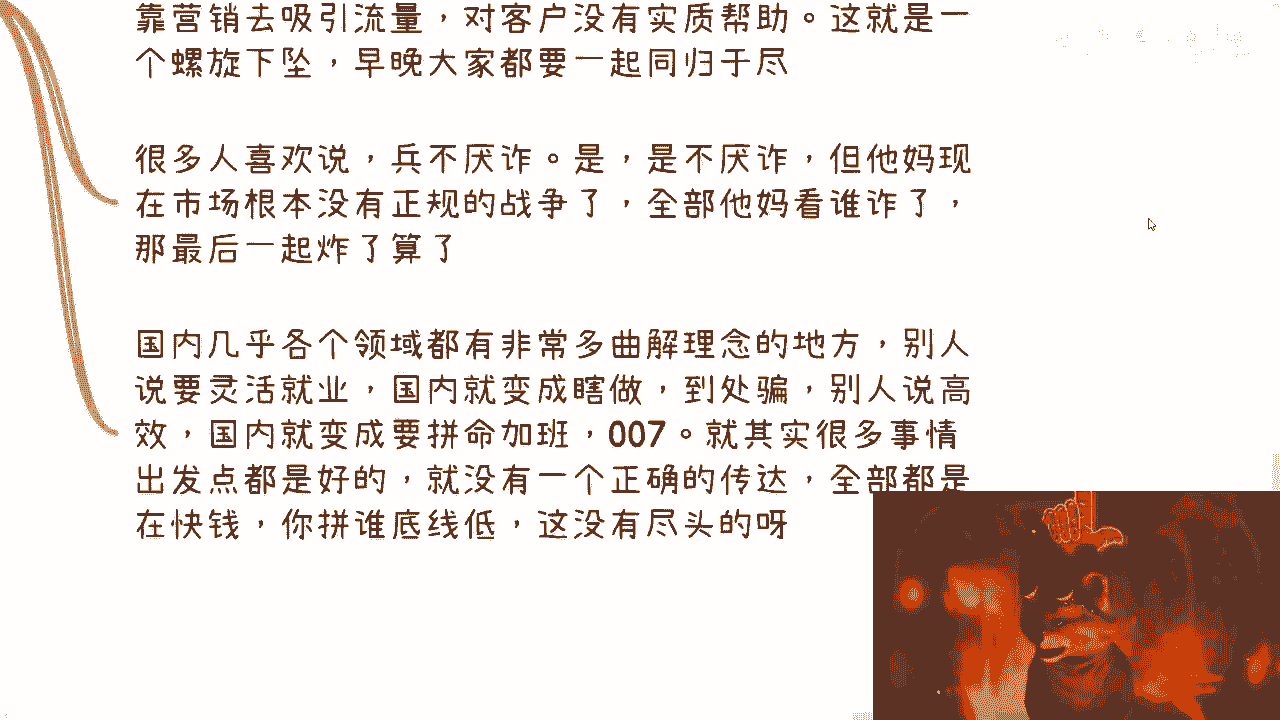 靠营销去吸引流量，对客户没有实质帮助。这就是一
个螺旋下坠，早晚大家都要一起同归于尽
很多人喜欢说，兵不厌诈。是，是不厌诈，但他妈现
在市场根本没有正规的战争了，全部他妈看谁诈了，
那最后一起炸了算了
国内几乎各个领域都有非常多曲解理念的地方，别人
说要灵活就业，国内就变成瞎做，到处骗，别人说高
效，国内就变成要拼命加班，007。就其实很多事情
出发点都是好的，就没有一个正确的传达，全部都是
在快钱，你拼谁底线低，这没有尽头的呀